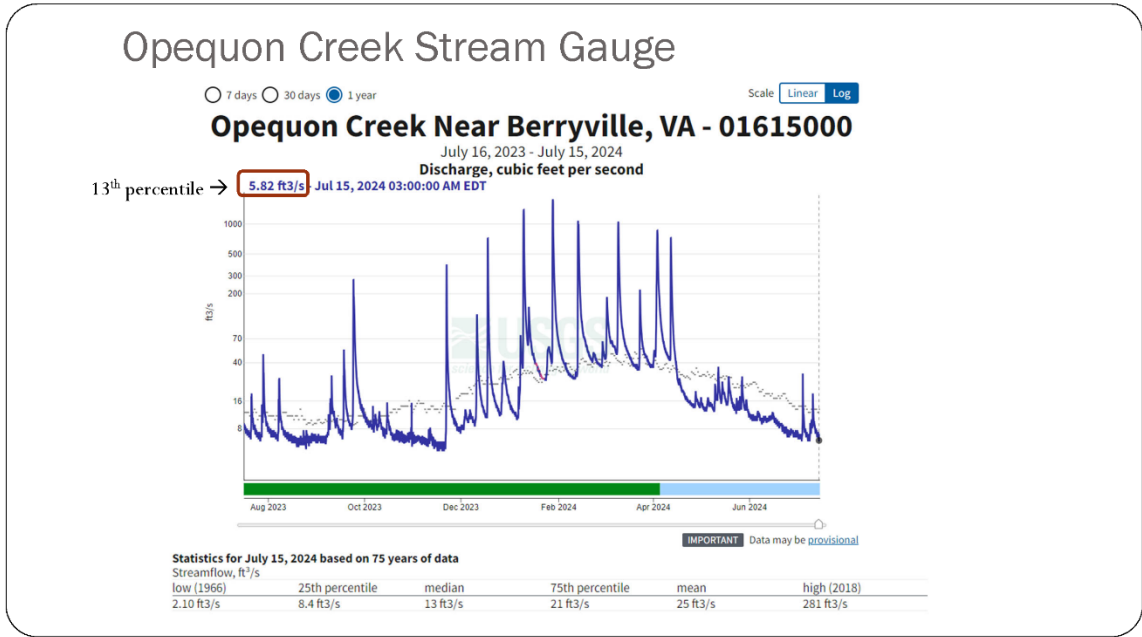 Opequon Creek Stream Gauge
7 days 30 days 1 year
Scale Linear Log
Opequon Creek Near Berryville, VA - 01615000
July 16, 2023 - July 15, 2024
Discharge, cubic feet per second
13th percentile → 5.82 ft3/s - Jul 15, 2024 03:00:00 AM EDT
1000
500
300
200
ft3/s
USGS
70
40
16
8
Aug 2023 Oct 2023 Dec 2023 Feb 2024 Apr 2024 Jun 2024
IMPORTANT Data may be provisional
Statistics for July 15, 2024 based on 75 years of data
Streamflow, ft³/s
low (1966) 25th percentile median 75th percentile mean high (2018)
2.10 ft3/s 8.4 ft3/s 13 ft3/s 21 ft3/s 25 ft3/s 281 ft3/s